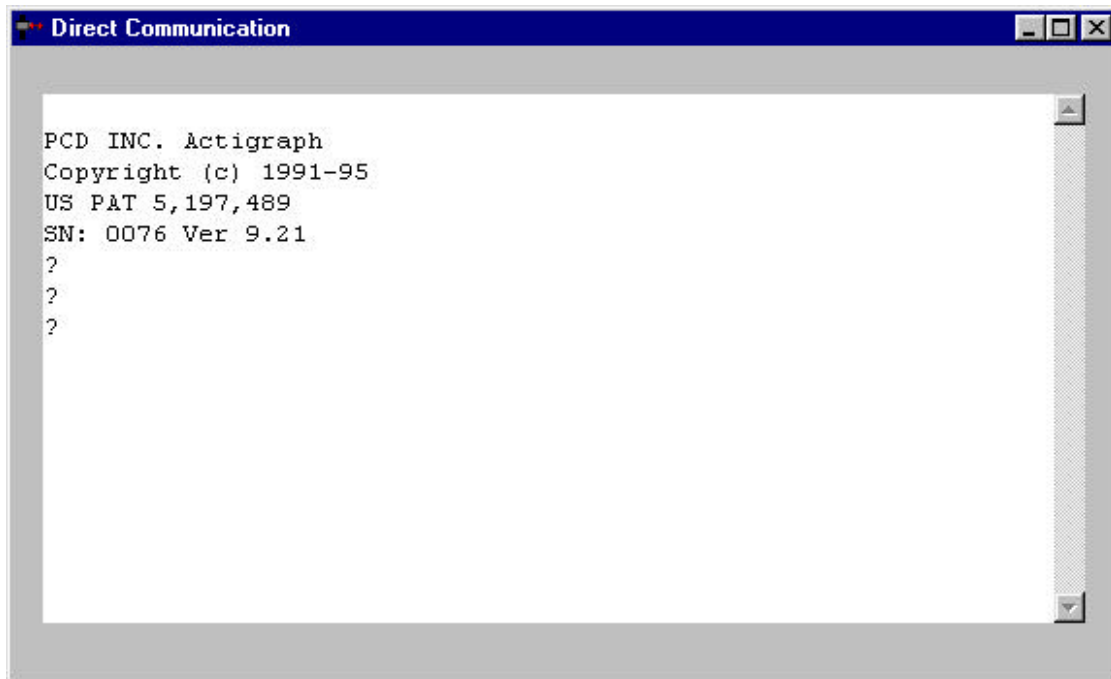 Direct Communication
PCD INC. Actigraph
Copyright (c) 1991-95
US PAT 5,197,489
SN: 0076 Ver 9.21
?
?
?